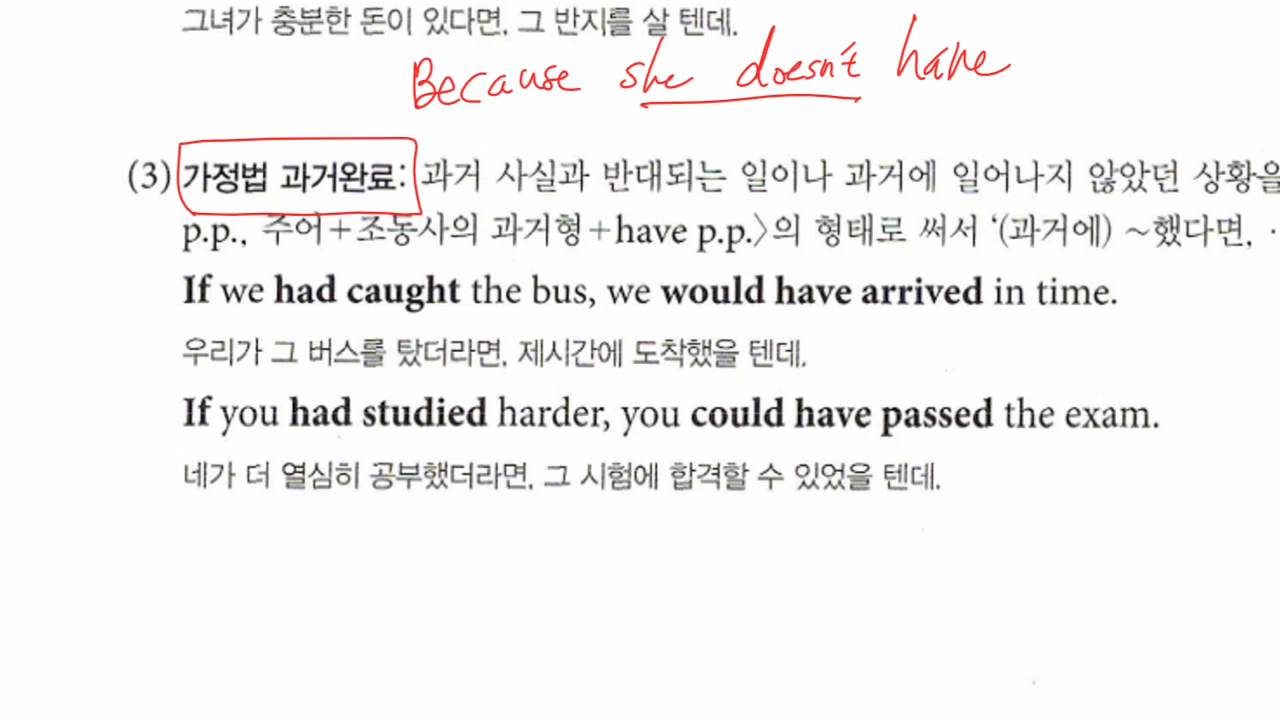 그녀가 충분한 돈이 있다면, 그 반지를 살 텐데.
Because she doesn't have
(3) 가정법 과거완료: 과거 사실과 반대되는 일이나 과거에 일어나지 않았던 상황을
p.p., 주어+조동사의 과거형+have p.p.〉의 형태로 써서 ‘(과거에) ~했다면, ·
If we had caught the bus, we would have arrived in time.
우리가 그 버스를 탔더라면, 제시간에 도착했을 텐데.
If you had studied harder, you could have passed the exam.
네가 더 열심히 공부했더라면, 그 시험에 합격할 수 있었을 텐데.